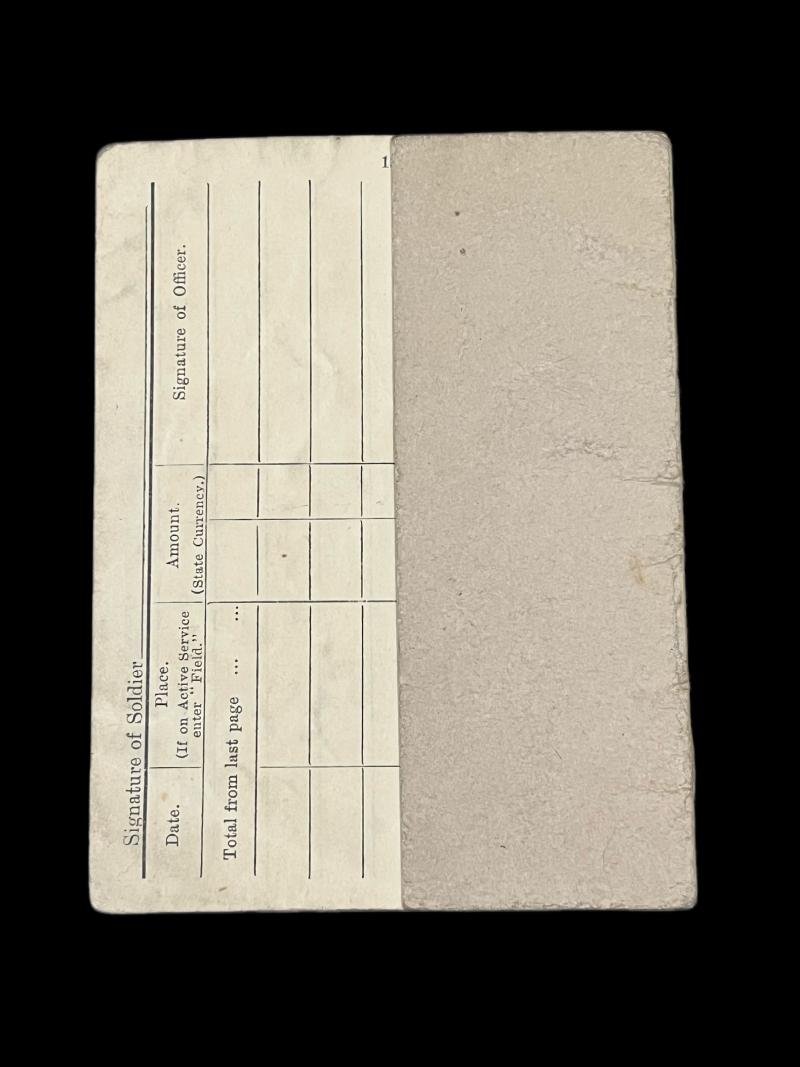 Signature of Soldier
Date.
Place.
(If on Active Service
enter "Field."
Amount.
(State Currency.)
Signature of Officer.
Total from last page ... ...